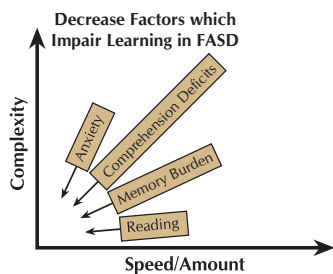 Decrease Factors which
Impair Learning in FASD
Complexity
Anxiety
Comprehension Deficits
Memory Burden
Reading
Speed/Amount